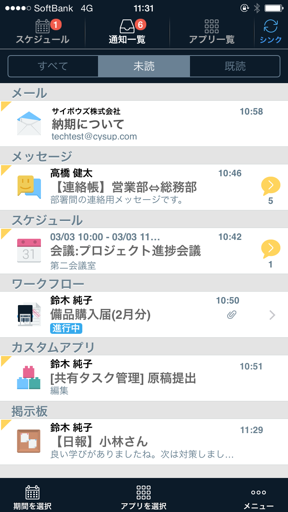 SoftBank 4G 11:31
1 6
スケジュール 通知一覧 アプリ一覧 シンク
すべて 未読 既読
メール
サイボウズ株式会社 10:58
納期について
techtest@cysup.com
メッセージ
高橋 健太 10:46
【連絡帳】営業部⇔総務部
部署間の連絡用メッセージです。 5
スケジュール
03/03 10:00 - 03/03 11… 10:42
31 会議:プロジェクト進捗会議
第二会議室 1
ワークフロー
鈴木 純子 10:50
備品購入届(2月分)
進行中
カスタムアプリ
鈴木 純子 10:51
[共有タスク管理] 原稿提出
編集
掲示板
鈴木 純子 11:29
【日報】小林さん
良い学びがありましたね。次は対策しまし…
期間を選択 アプリを選択 メニュー